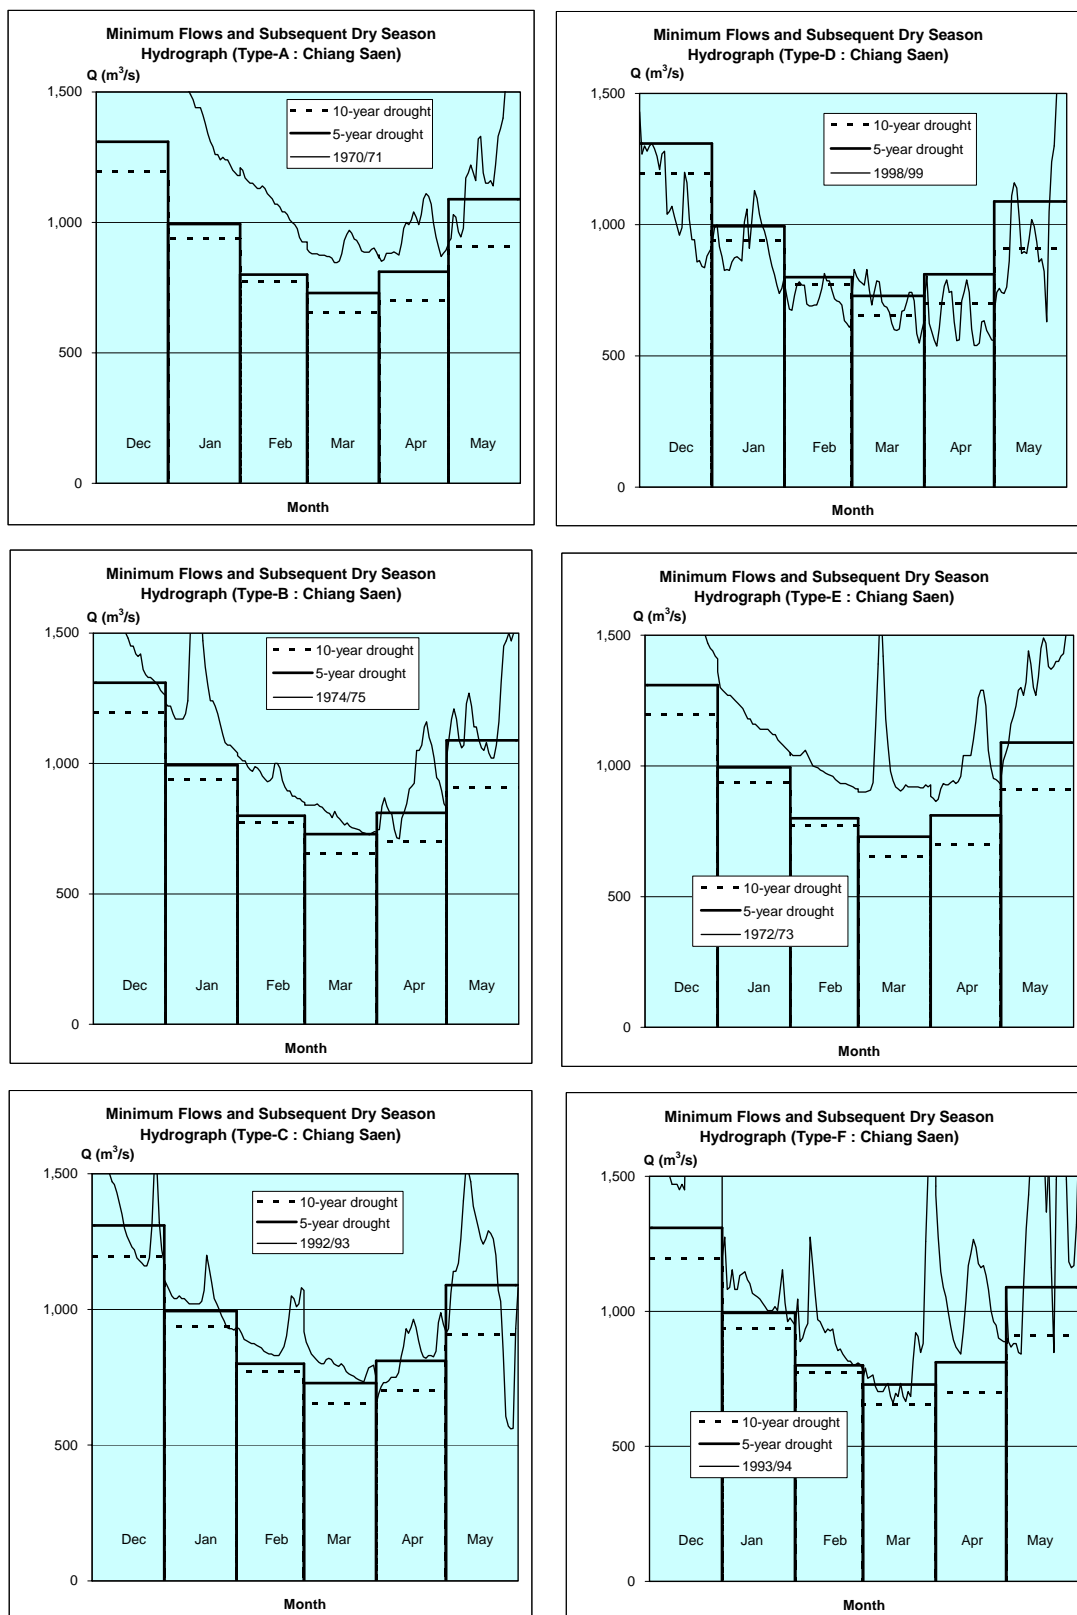 Minimum Flows and Subsequent Dry Season
Hydrograph (Type-A : Chiang Saen)
Q (m³/s)
1,500
1,000
500
0
10-year drought
5-year drought
1970/71
Dec Jan Feb Mar Apr May
Month
Minimum Flows and Subsequent Dry Season
Hydrograph (Type-D : Chiang Saen)
Q (m³/s)
1,500
1,000
500
0
10-year drought
5-year drought
1998/99
Dec Jan Feb Mar Apr May
Month
Minimum Flows and Subsequent Dry Season
Hydrograph (Type-B : Chiang Saen)
Q (m³/s)
1,500
1,000
500
0
10-year drought
5-year drought
1974/75
Dec Jan Feb Mar Apr May
Month
Minimum Flows and Subsequent Dry Season
Hydrograph (Type-E : Chiang Saen)
Q (m³/s)
1,500
1,000
500
0
10-year drought
5-year drought
1972/73
Dec Jan Feb Mar Apr May
Month
Minimum Flows and Subsequent Dry Season
Hydrograph (Type-C : Chiang Saen)
Q (m³/s)
1,500
1,000
500
0
10-year drought
5-year drought
1992/93
Dec Jan Feb Mar Apr May
Month
Minimum Flows and Subsequent Dry Season
Hydrograph (Type-F : Chiang Saen)
Q (m³/s)
1,500
1,000
500
0
10-year drought
5-year drought
1993/94
Dec Jan Feb Mar Apr May
Month